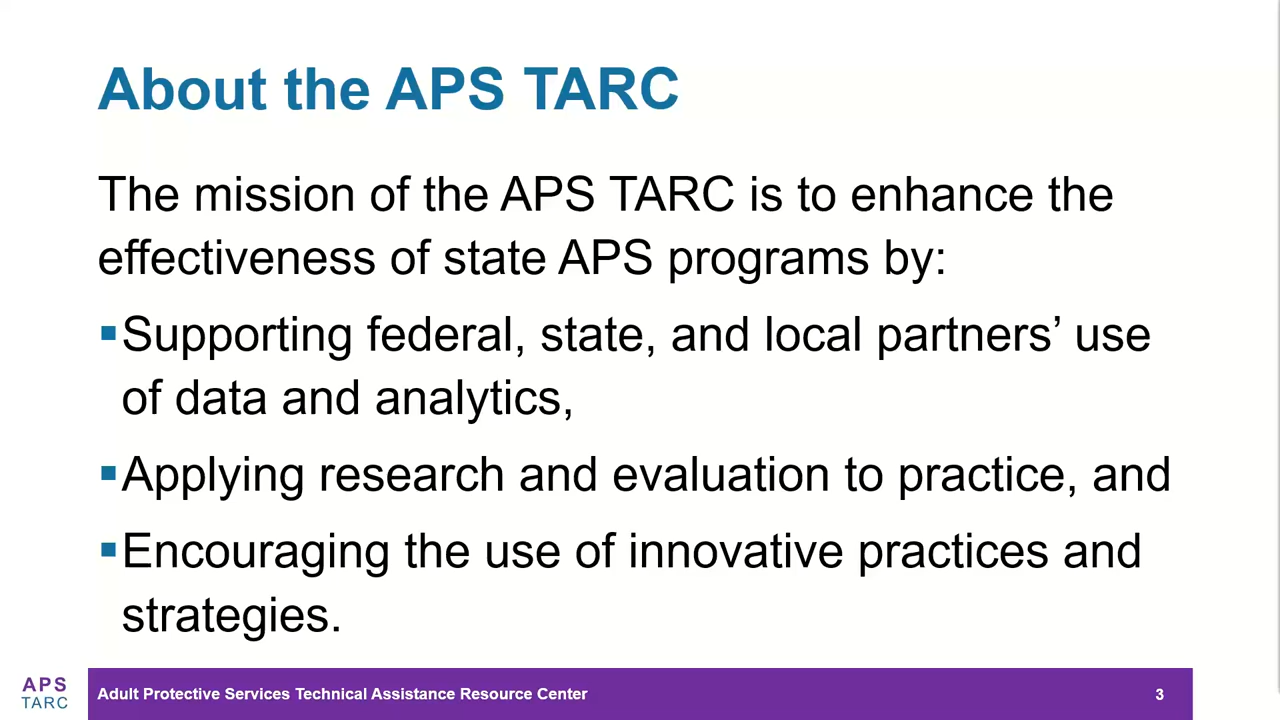 About the APS TARC
The mission of the APS TARC is to enhance the
effectiveness of state APS programs by:
▪Supporting federal, state, and local partners’ use
of data and analytics,
▪Applying research and evaluation to practice, and
▪Encouraging the use of innovative practices and
strategies.
APS
TARC
Adult Protective Services Technical Assistance Resource Center
3